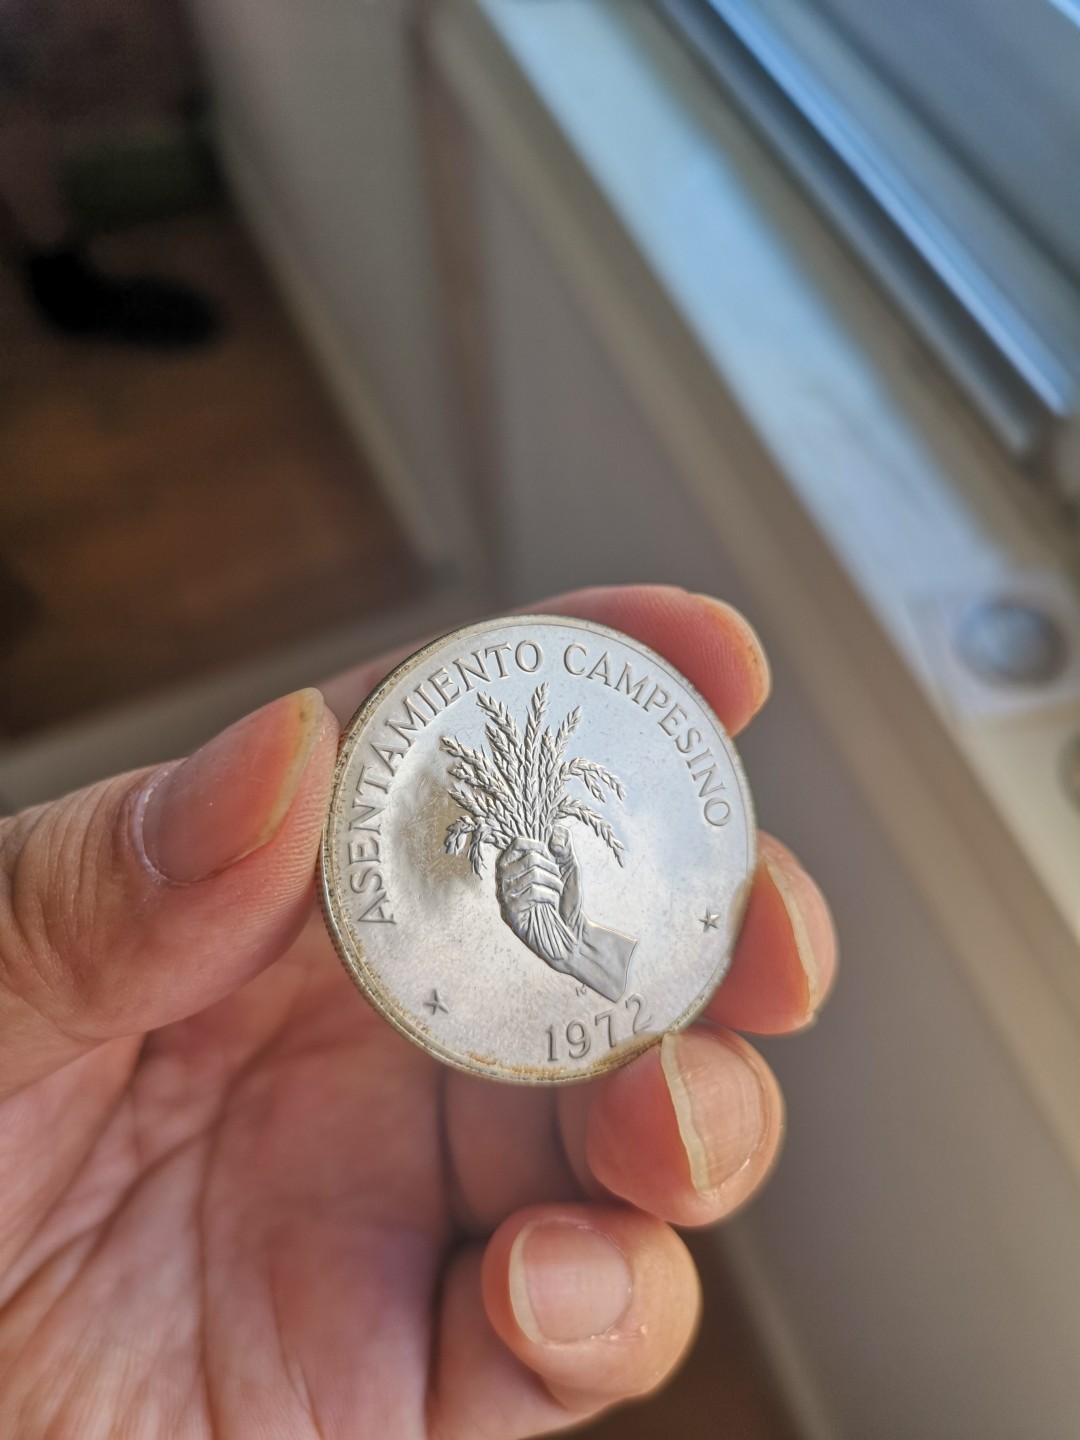 ASENTAMIENTO CAMPESINO
1972